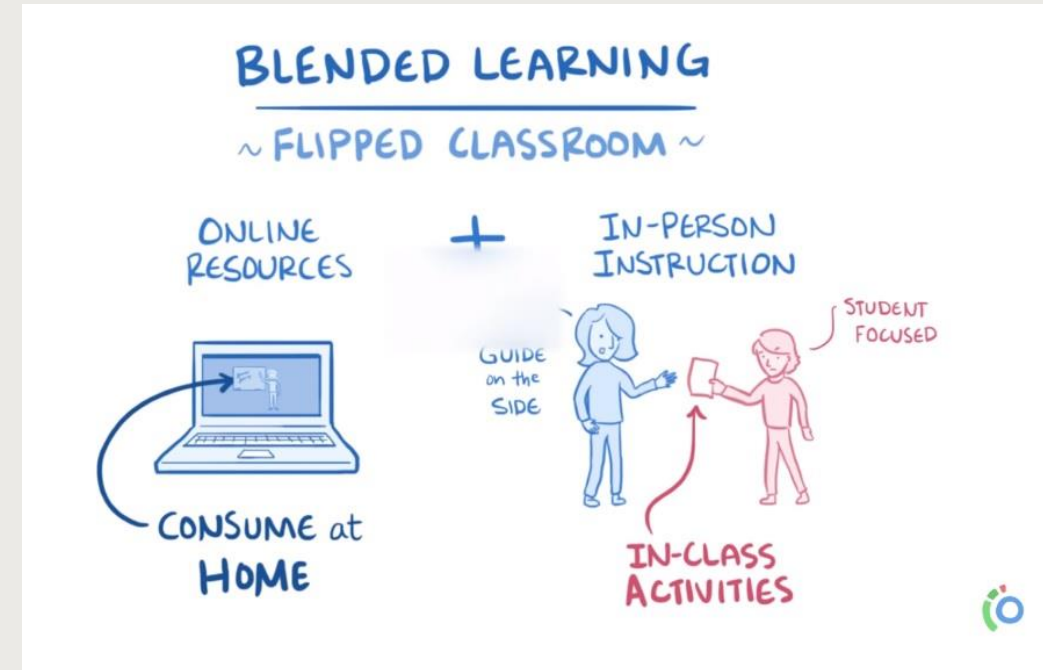 BLENDED LEARNING
~ FLIPPED CLASSROOM ~
ONLINE
RESOURCES
+
IN-PERSON
INSTRUCTION
GUIDE
on the
SIDE
STUDENT
FOCUSED
CONSUME at
HOME
IN-CLASS
ACTIVITIES